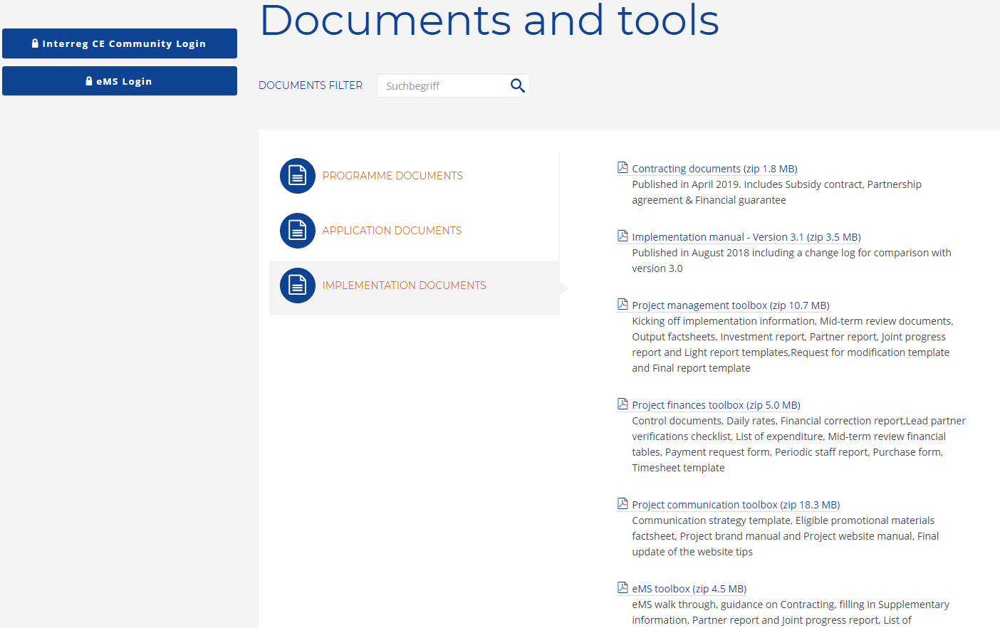 Documents and tools
Interreg CE Community Login
eMS Login
DOCUMENTS FILTER
Suchbegriff
PROGRAMME DOCUMENTS
APPLICATION DOCUMENTS
IMPLEMENTATION DOCUMENTS
Contracting documents (zip 1.8 MB)
Published in April 2019. Includes Subsidy contract, Partnership
agreement & Financial guarantee
Implementation manual - Version 3.1 (zip 3.5 MB)
Published in August 2018 including a change log for comparison with
version 3.0
Project management toolbox (zip 10.7 MB)
Kicking off implementation information, Mid-term review documents,
Output factsheets, Investment report, Partner report, Joint progress
report and Light report templates,Request for modification template
and Final report template
Project finances toolbox (zip 5.0 MB)
Control documents, Daily rates, Financial correction report,Lead partner
verifications checklist, List of expenditure, Mid-term review financial
tables, Payment request form, Periodic staff report, Purchase form,
Timesheet template
Project communication toolbox (zip 18.3 MB)
Communication strategy template, Eligible promotional materials
factsheet, Project brand manual and Project website manual, Final
update of the website tips
eMS toolbox (zip 4.5 MB)
eMS walk through, guidance on Contracting, filling in Supplementary
information, Partner report and Joint progress report, List of